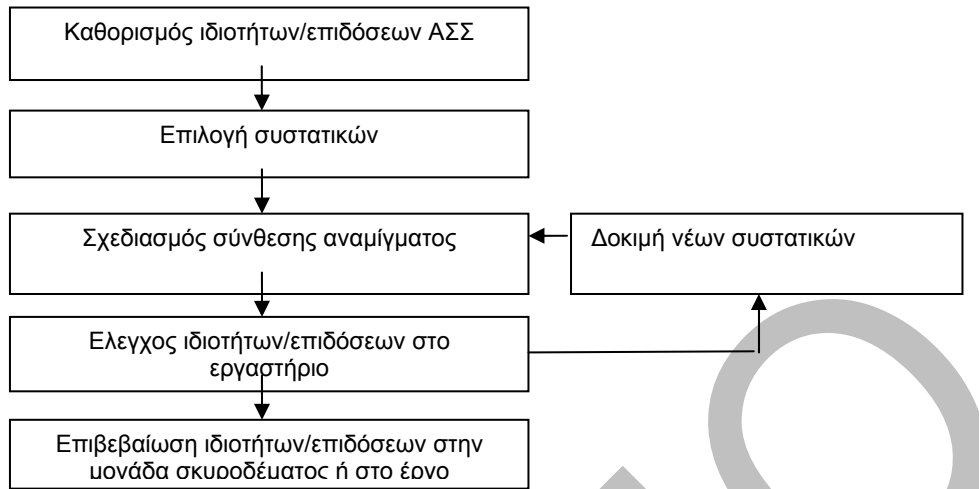 Καθορισμός ιδιοτήτων/επιδόσεων ΑΣΣ
Επιλογή συστατικών
Σχεδιασμός σύνθεσης αναμίγματος
Δοκιμή νέων συστατικών
Ελεγχος ιδιοτήτων/επιδόσεων στο
εργαστήριο
Επιβεβαίωση ιδιοτήτων/επιδόσεων στην
μονάδα σκυροδέματος ή στο έργο